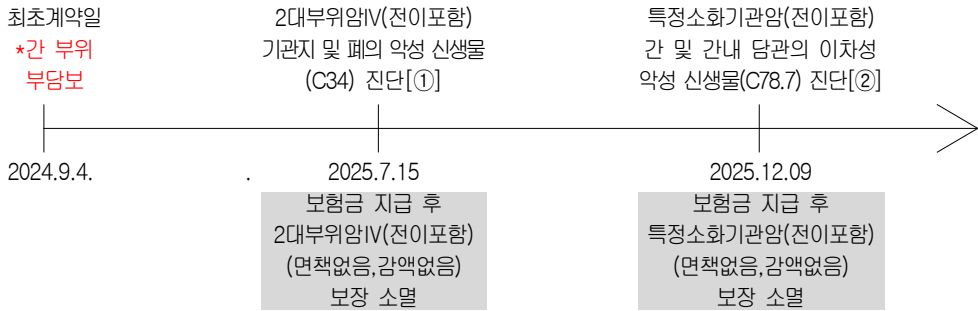 최초계약일
*간 부위
부담보
2대부위암Ⅳ(전이포함)
기관지 및 폐의 악성 신생물
(C34) 진단[①]
특정소화기관암(전이포함)
간 및 간내 담관의 이차성
악성 신생물(C78.7) 진단[②]
2024.9.4.
.
2025.7.15
2025.12.09
보험금 지급 후
2대부위암Ⅳ(전이포함)
(면책없음,감액없음)
보장 소멸
보험금 지급 후
특정소화기관암(전이포함)
(면책없음,감액없음)
보장 소멸